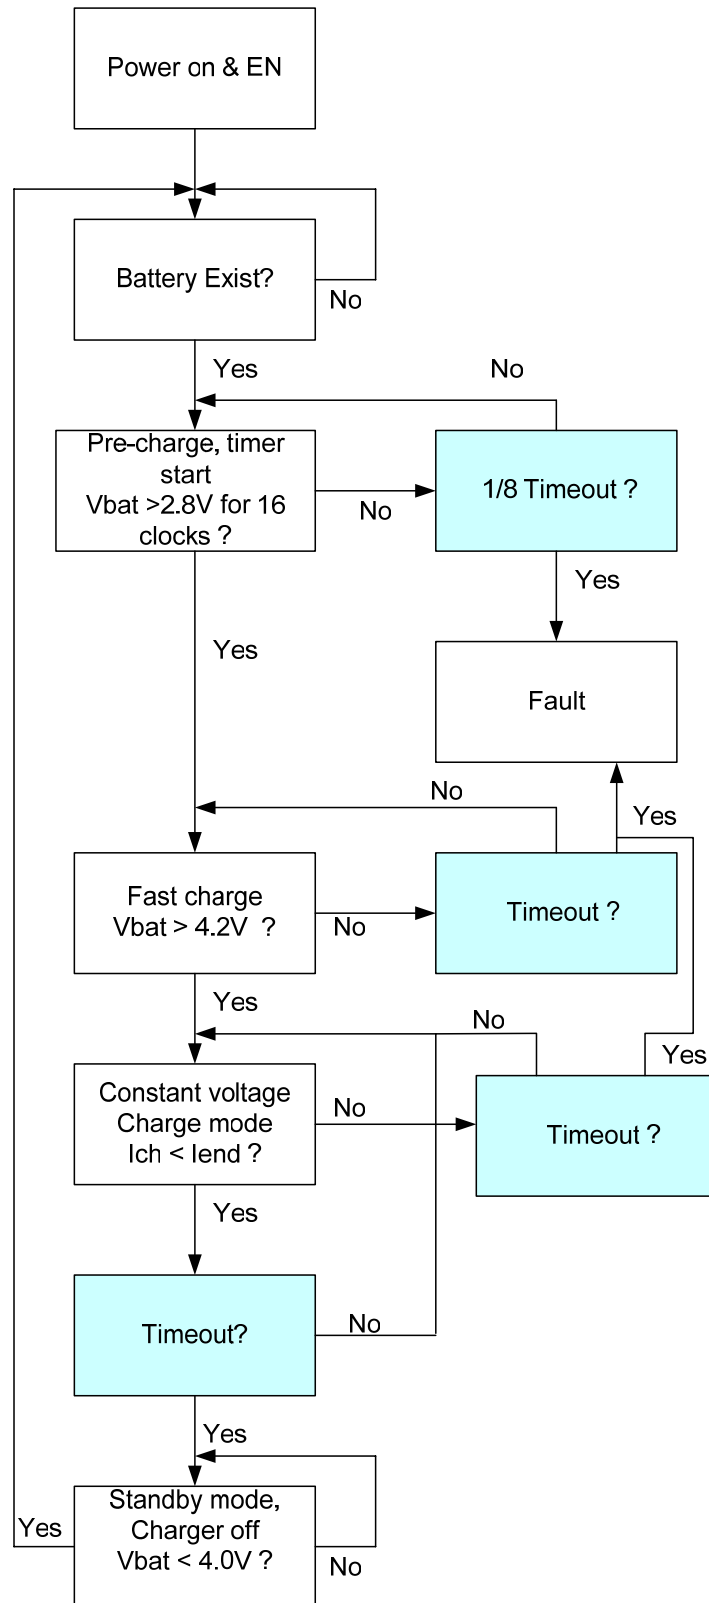 Power on & EN
Battery Exist?
No
Yes
No
Pre-charge, timer
start
Vbat >2.8V for 16
clocks ?
No
1/8 Timeout ?
Yes
Yes
Fault
No
Yes
Fast charge
Vbat > 4.2V ?
No
Timeout ?
Yes
No
Yes
Constant voltage
Charge mode
Ich < Iend ?
No
Timeout ?
Yes
Timeout?
No
Yes
Standby mode,
Charger off
Vbat < 4.0V ?
Yes
No